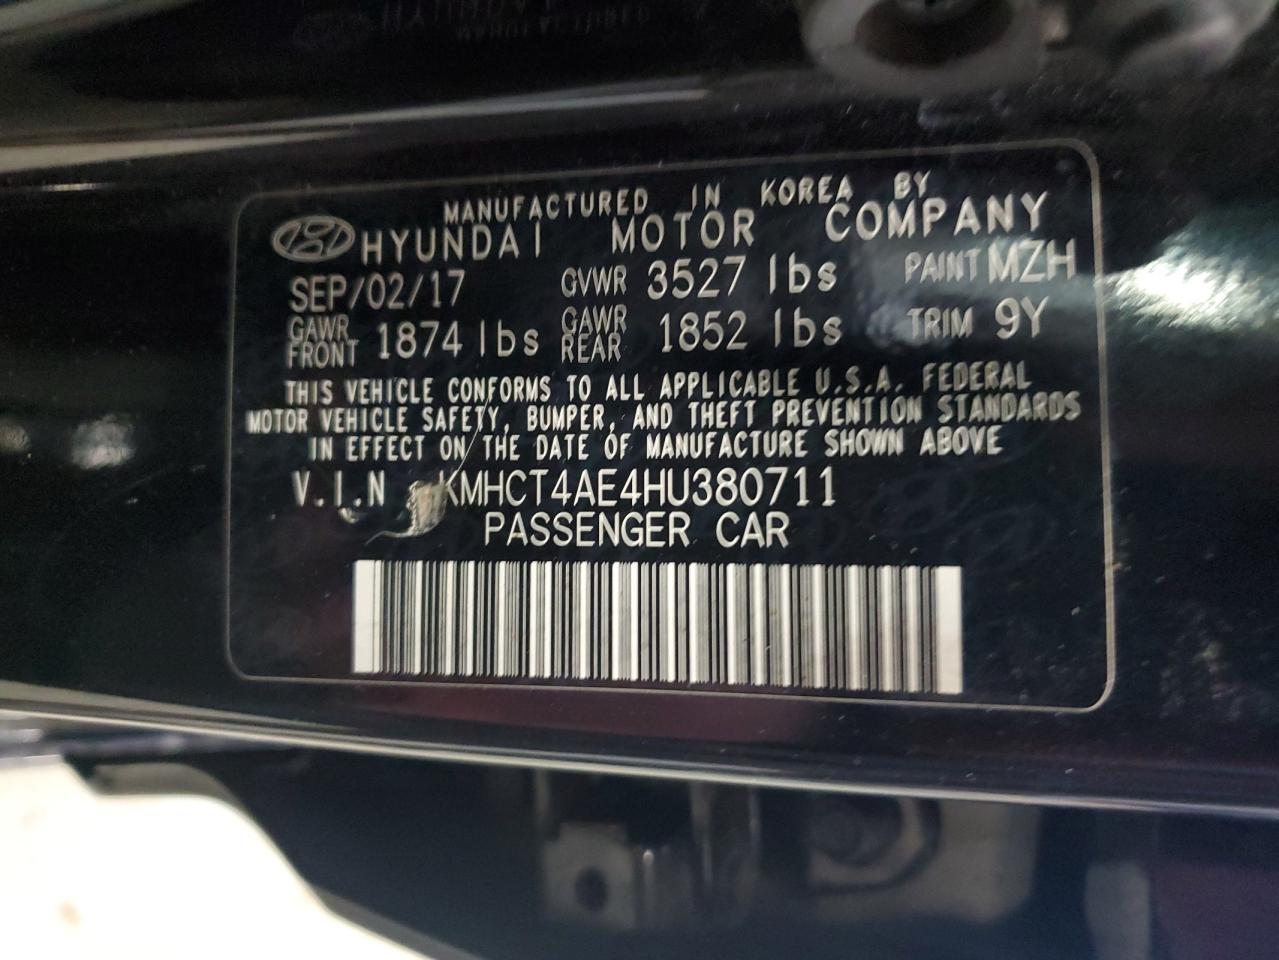 MANUFACTURED IN KOREA BY
HYUNDAI MOTOR COMPANY
SEP/02/17 GVWR 3527 lbs PAINT MZH
GAWR FRONT 1874 lbs GAWR REAR 1852 lbs TRIM 9Y
THIS VEHICLE CONFORMS TO ALL APPLICABLE U.S.A. FEDERAL
MOTOR VEHICLE SAFETY, BUMPER, AND THEFT PREVENTION STANDARDS
IN EFFECT ON THE DATE OF MANUFACTURE SHOWN ABOVE
V.I.N KMHCT4AE4HU380711
PASSENGER CAR